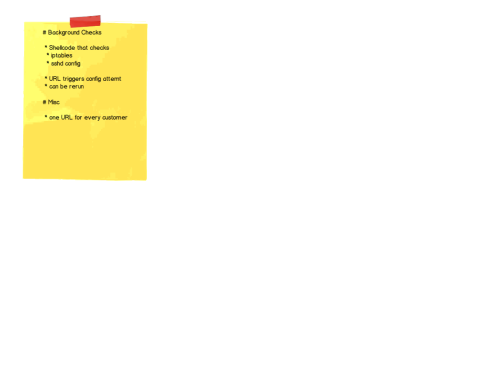 # Background Checks
* Shellcode that checks
* iptables
* sshd config
* URL triggers config attemt
* can be rerun
# Misc
* one URL for every customer